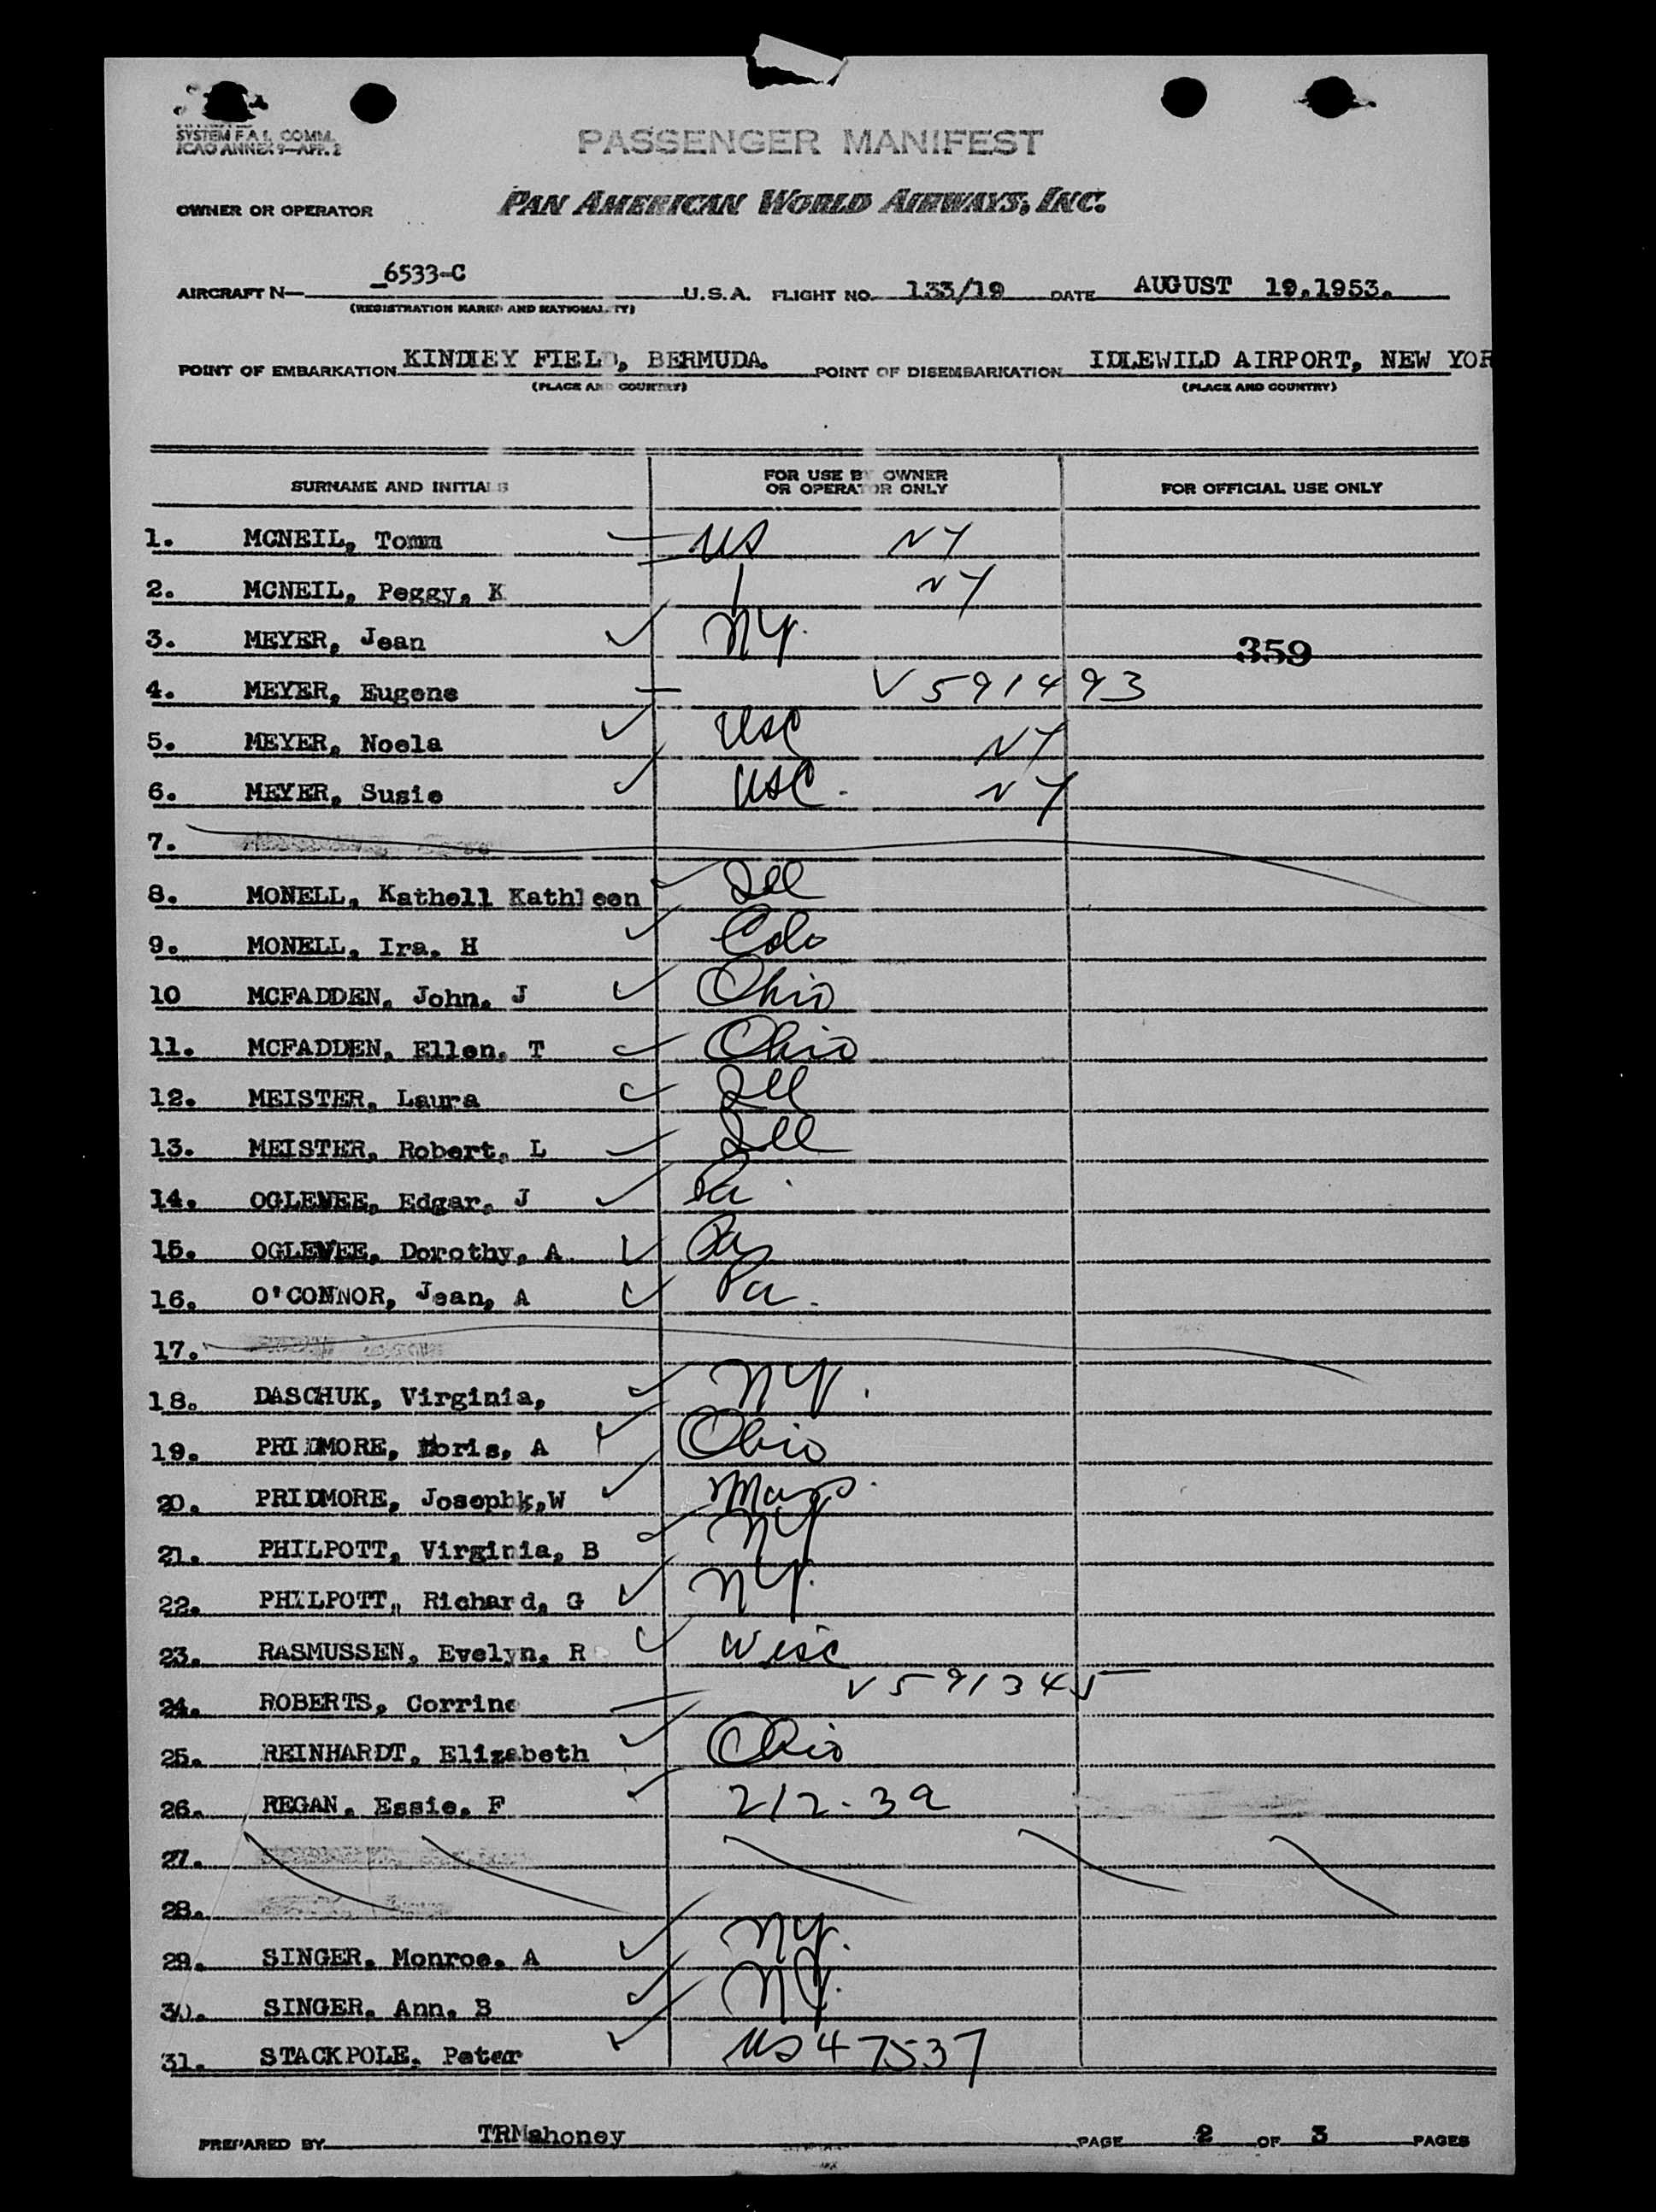 SYSTEM F.A.L. COMM.
ICAO ANNEX 9—APP. 2
PASSENGER MANIFEST
OWNER OR OPERATOR PAN AMERICAN WORLD AIRWAYS, INC.
AIRCRAFT N— 6533-C U.S.A. FLIGHT NO. 133/19 DATE AUGUST 19,1953.
(REGISTRATION MARKS AND NATIONALITY)
POINT OF EMBARKATION KINDLEY FIELD, BERMUDA. POINT OF DISEMBARKATION IDLEWILD AIRPORT, NEW YOR
(PLACE AND COUNTRY) (PLACE AND COUNTRY)
SURNAME AND INITIALS FOR USE BY OWNER OR OPERATOR ONLY FOR OFFICIAL USE ONLY
1. MCNEIL, Tomm US NY
2. MCNEIL, Peggy, K NY
3. MEYER, Jean NY. 359
4. MEYER, Eugene V591493
5. MEYER, Noela USC NY
6. MEYER, Susie USC. NY
7.
8. MONELL, Kathell Kathleen Ill
9. MONELL, Ira, H Colo
10 MCFADDEN, John, J Ohio
11. MCFADDEN, Ellen, T Ohio
12. MEISTER, Laura Ill
13. MEISTER, Robert, L Ill
14. OGLEVEE, Edgar, J Pa.
15. OGLEVEE, Dorothy, A Pa
16. O'CONNOR, Jean, A Pa.
17.
18. DASCHUK, Virginia, NY.
19. PRIDMORE, Doris, A Ohio
20. PRIDMORE, Joseph,W Mass.
21. PHILPOTT, Virginia, B NY
22. PHILPOTT, Richard, G NY.
23. RASMUSSEN, Evelyn, R Wisc
24. ROBERTS, Corrine V591345
25. REINHARDT, Elizabeth Ohio
26. REGAN, Essie, F 212.3a
27.
28.
29. SINGER, Monroe, A NY.
30. SINGER, Ann, B NY.
31. STACKPOLE, Peter US47537
PREPARED BY TRMahoney PAGE 2 OF 3 PAGES